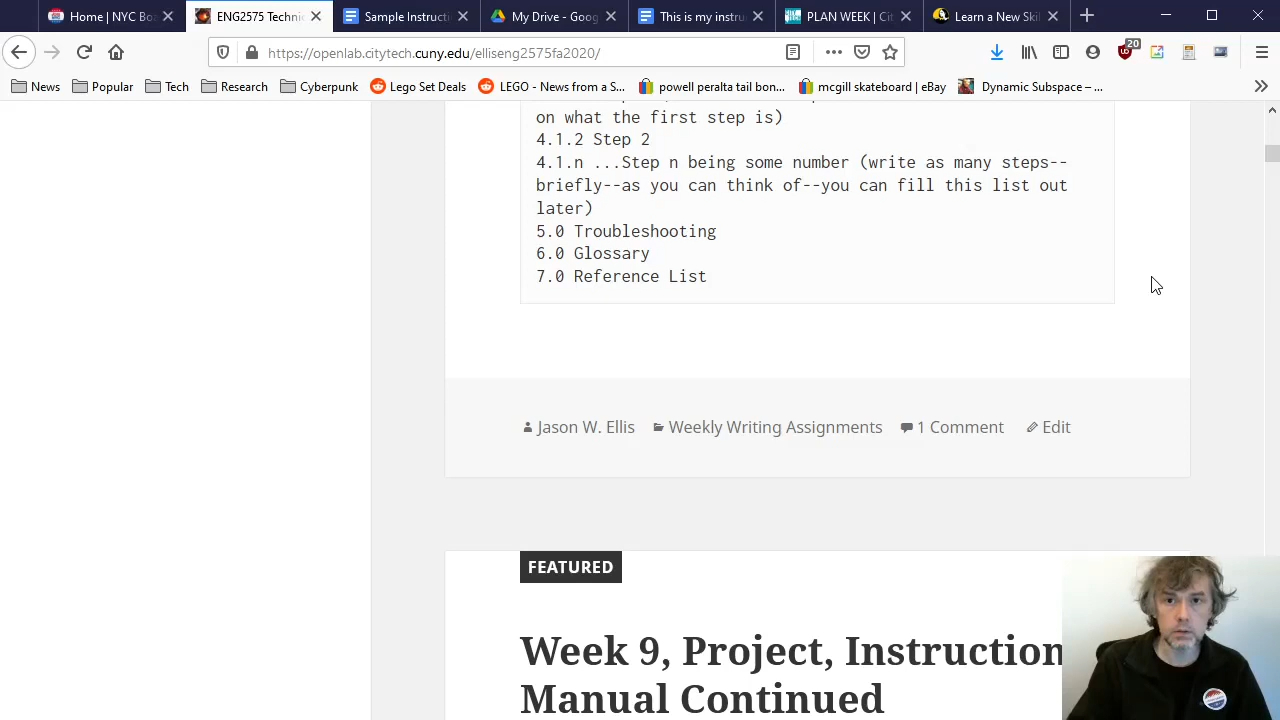 Home | NYC Boa
ENG2575 Technic
Sample Instructi
My Drive - Goog
This is my instru
PLAN WEEK | Cit
Learn a New Skil
https://openlab.citytech.cuny.edu/elliseng2575fa2020/
20
News
Popular
Tech
Research
Cyberpunk
Lego Set Deals
LEGO - News from a S...
powell peralta tail bon...
mcgill skateboard | eBay
Dynamic Subspace — ...
on what the first step is)
4.1.2 Step 2
4.1.n ...Step n being some number (write as many steps--
briefly--as you can think of--you can fill this list out
later)
5.0 Troubleshooting
6.0 Glossary
7.0 Reference List
Jason W. Ellis
Weekly Writing Assignments
1 Comment
Edit
FEATURED
Week 9, Project, Instruction
Manual Continued